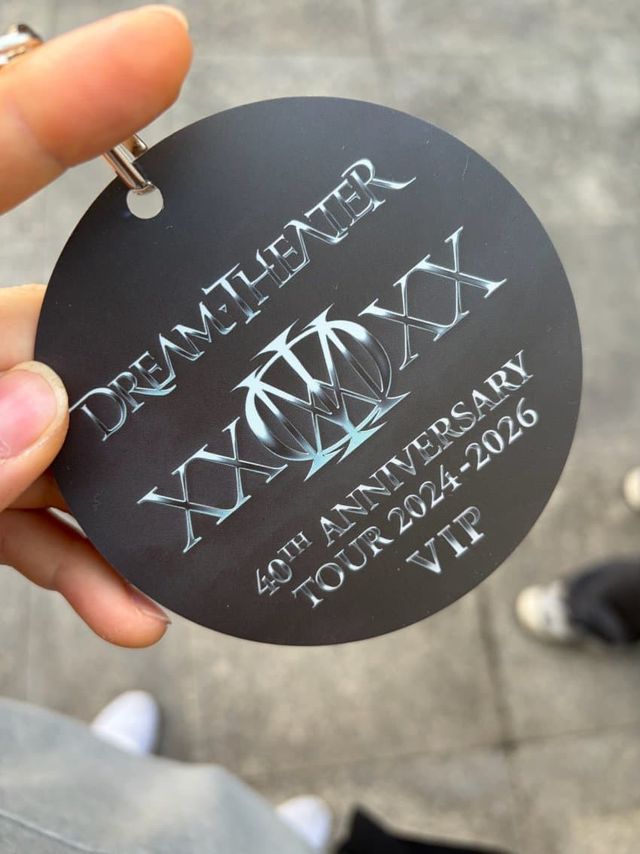 DREAM THEATER
XX XX
40TH ANNIVERSARY
TOUR 2024-2026
VIP